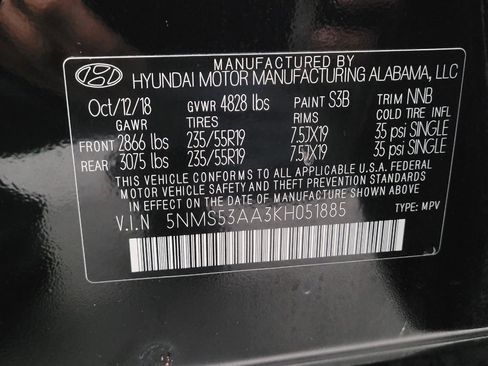 MANUFACTURED BY
HYUNDAI MOTOR MANUFACTURING ALABAMA, LLC
Oct/12/18 GVWR 4828 lbs PAINT S3B TRIM NNB
GAWR TIRES RIMS COLD TIRE INFL
FRONT 2866 lbs 235/55R19 7.5JX19 35 psi SINGLE
REAR 3075 lbs 235/55R19 7.5JX19 35 psi SINGLE
THIS VEHICLE CONFORMS TO ALL APPLICABLE U.S.A. FEDERAL
MOTOR VEHICLE SAFETY AND THEFT PREVENTION STANDARDS
IN EFFECT ON THE DATE OF MANUFACTURE SHOWN ABOVE.
V.I.N 5NMS53AA3KH051885 TYPE: MPV